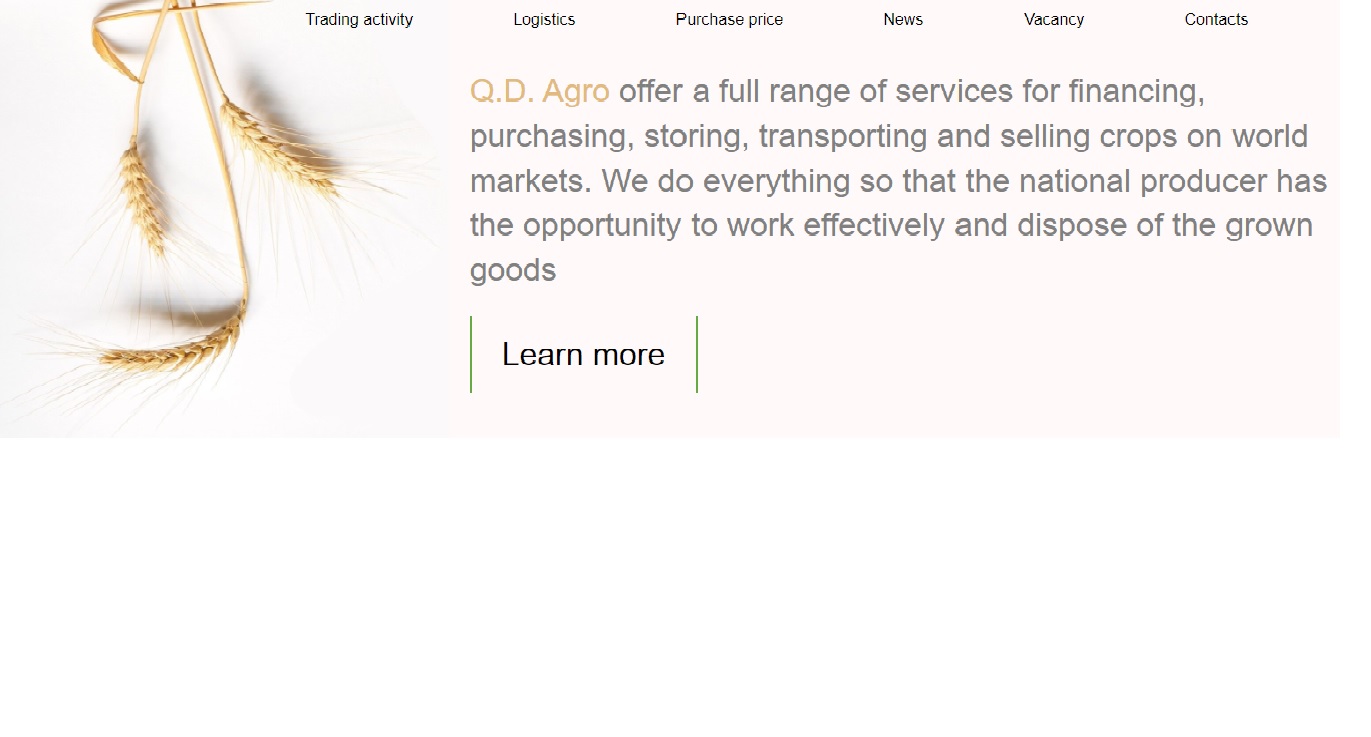 Trading activity Logistics Purchase price News Vacancy Contacts
Q.D. Agro offer a full range of services for financing,
purchasing, storing, transporting and selling crops on world
markets. We do everything so that the national producer has
the opportunity to work effectively and dispose of the grown
goods
Learn more